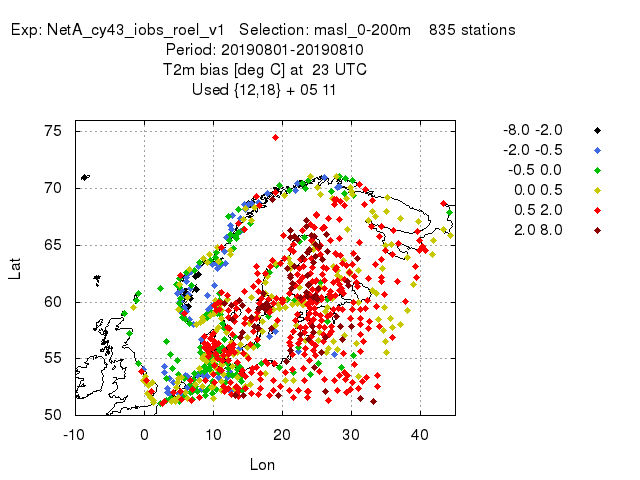 Exp: NetA_cy43_iobs_roel_v1 Selection: masl_0-200m 835 stations
Period: 20190801-20190810
T2m bias [deg C] at 23 UTC
Used {12,18} + 05 11
75
70
65
60
55
50
Lat
-10 0 10 20 30 40
Lon
-8.0 -2.0
-2.0 -0.5
-0.5 0.0
0.0 0.5
0.5 2.0
2.0 8.0